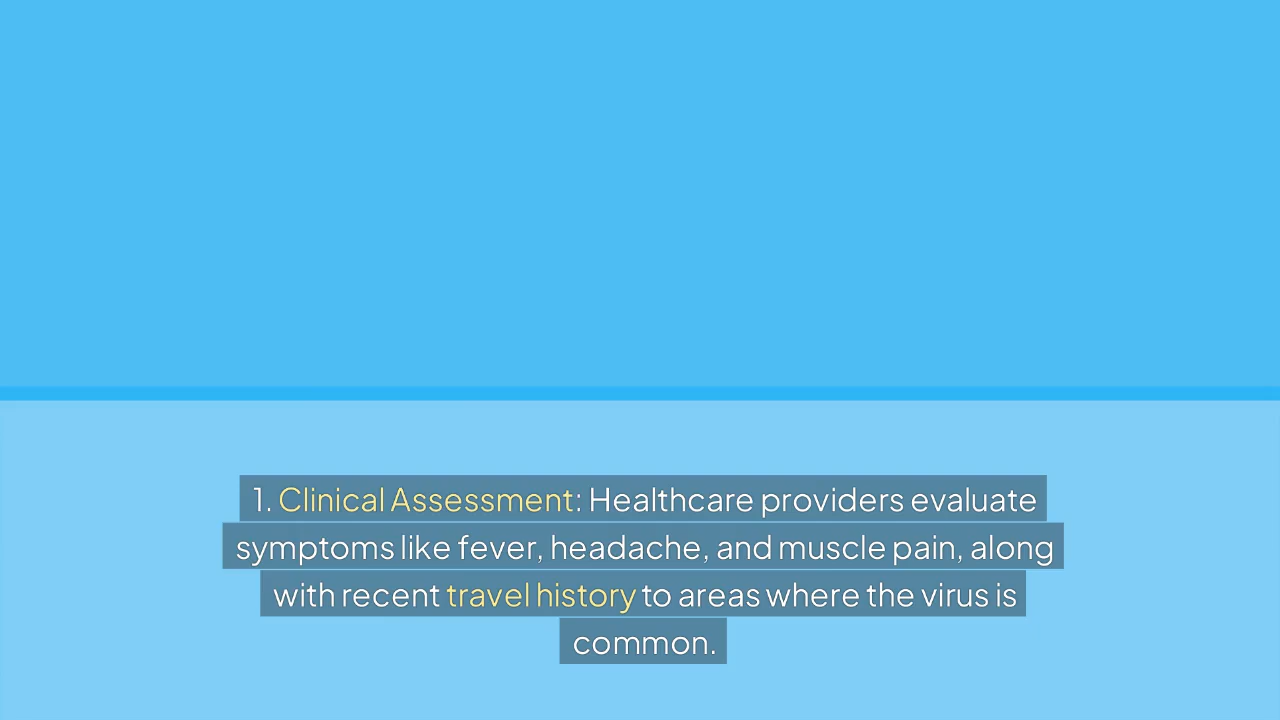 1. Clinical Assessment: Healthcare providers evaluate
symptoms like fever, headache, and muscle pain, along
with recent travel history to areas where the virus is
common.